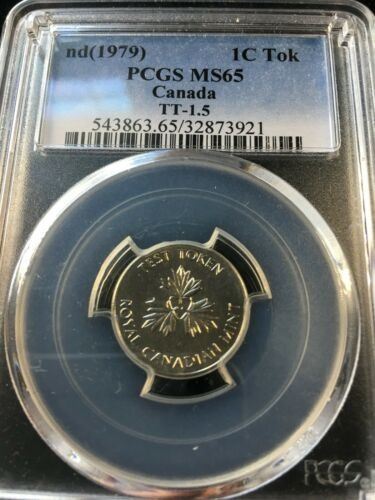 nd(1979) 1C Tok
PCGS MS65
Canada
TT-1.5
543863.65/32873921
TEST TOKEN
ROYAL CANADIAN MINT
PCGS